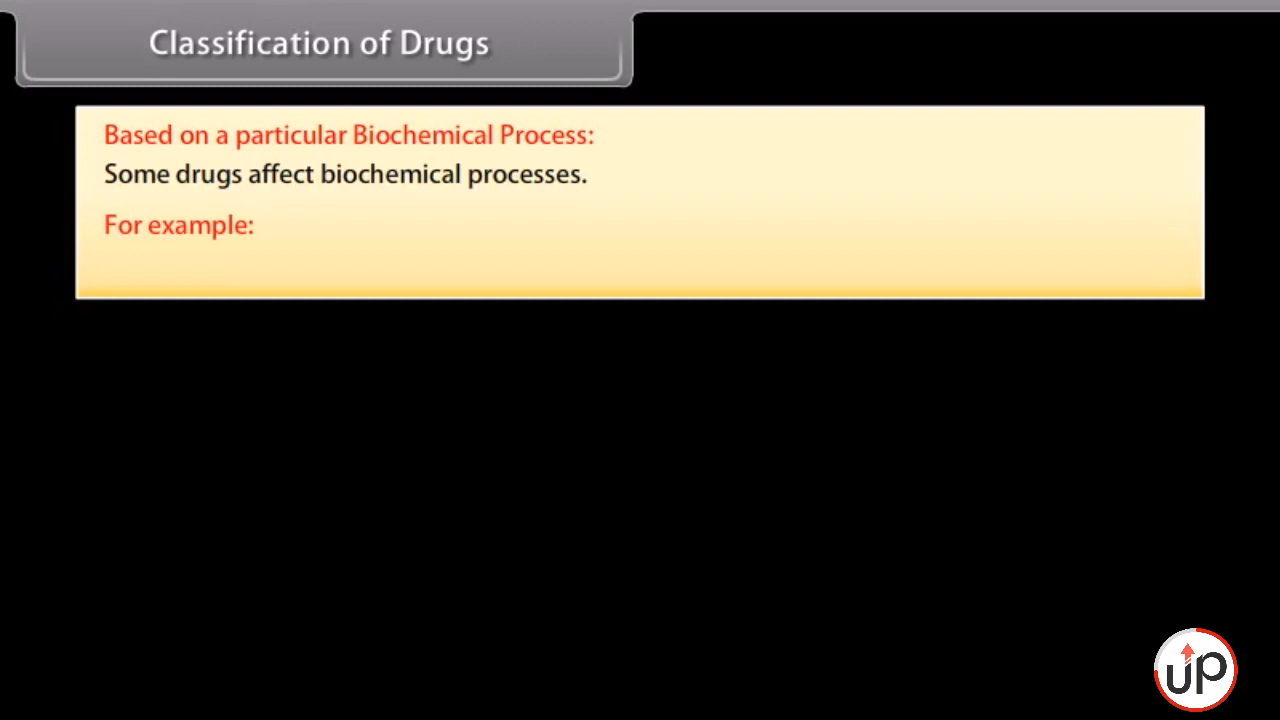 Classification of Drugs
Based on a particular Biochemical Process:
Some drugs affect biochemical processes.
For example:
UP